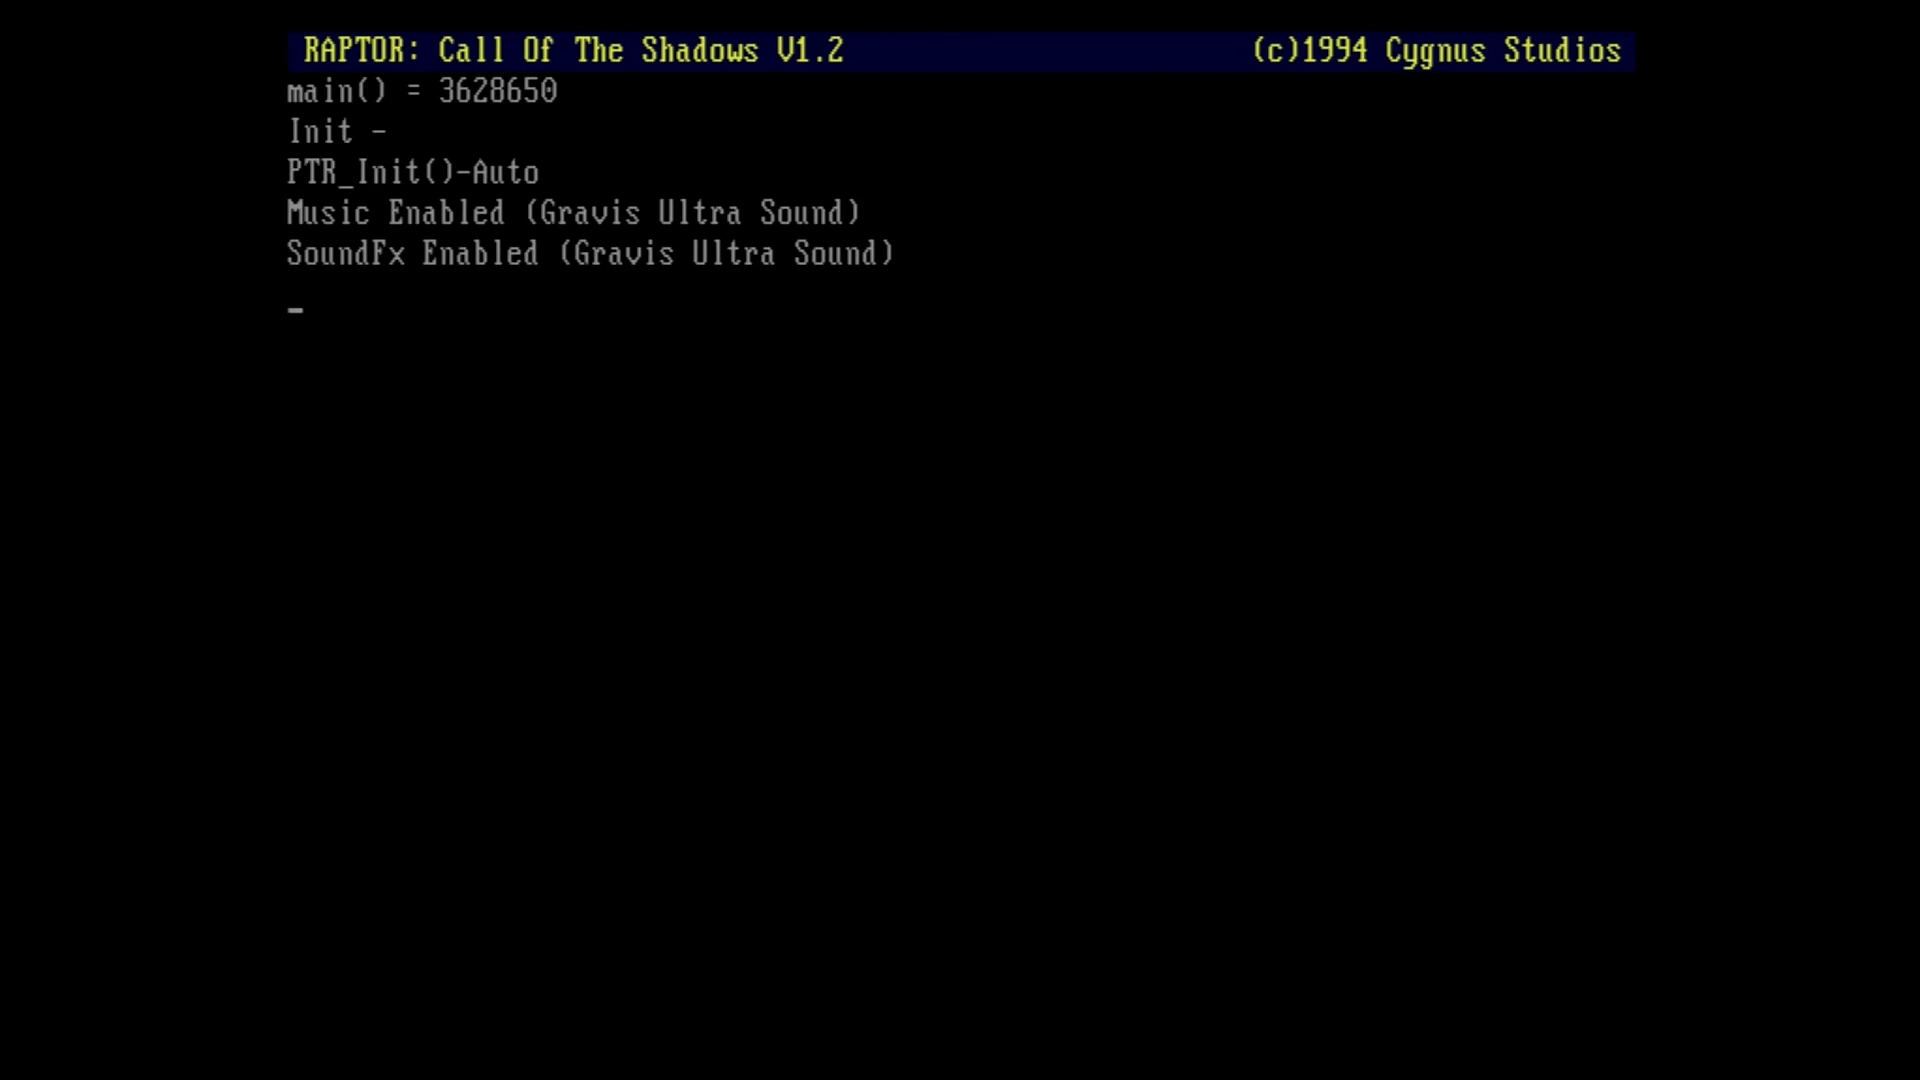 RAPTOR: Call Of The Shadows V1.2 (c)1994 Cygnus Studios
main() = 3628650
Init -
PTR_Init()-Auto
Music Enabled (Gravis Ultra Sound)
SoundFx Enabled (Gravis Ultra Sound)